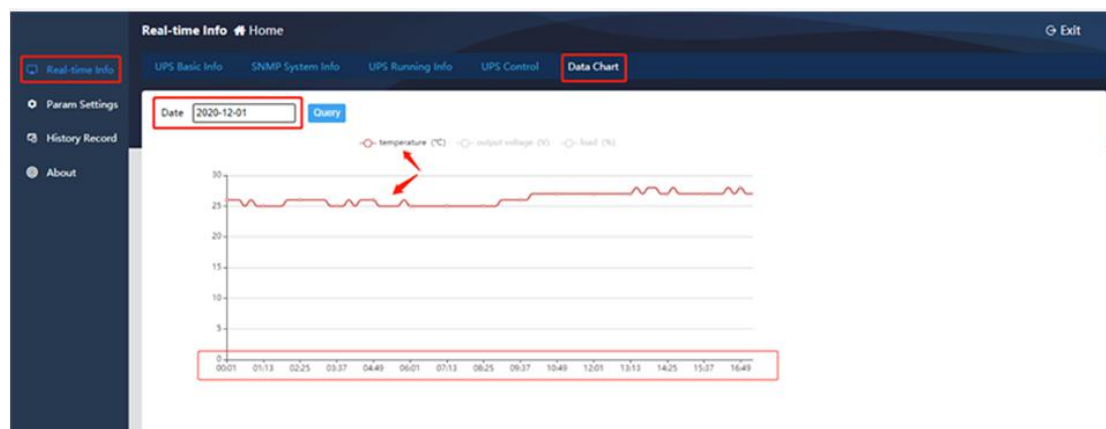 Real-time Info Home Exit
Real-time Info
UPS Basic Info SNMP System Info UPS Running Info UPS Control Data Chart
Param Settings
Date 2020-12-01 Query
History Record
temperature (℃) output voltage (V) load (%)
About
30
25
20
15
10
5
0
00:01 01:13 02:25 03:37 04:49 06:01 07:13 08:25 09:37 10:49 12:01 13:13 14:25 15:37 16:49